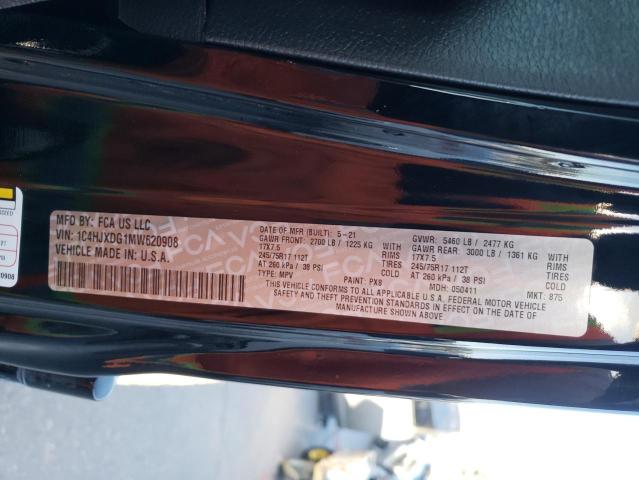 MFD BY: FCA US LLC
VIN: 1C4HJXDG1MW620908
VEHICLE MADE IN: U.S.A.
DATE OF MFR (BUILT): 5-21
GAWR FRONT: 2700 LB / 1225 KG
17X7.5 RIMS
245/75R17 112T TIRES
AT 260 kPa / 38 PSI COLD
TYPE: MPV PAINT: PX8
GVWR: 5460 LB / 2477 KG
GAWR REAR: 3000 LB / 1361 KG
17X7.5 RIMS
245/75R17 112T TIRES
AT 260 kPa / 38 PSI COLD
MDH: 050411 MKT: 875
THIS VEHICLE CONFORMS TO ALL APPLICABLE U.S.A. FEDERAL MOTOR VEHICLE
SAFETY AND THEFT PREVENTION STANDARDS IN EFFECT ON THE DATE OF
MANUFACTURE SHOWN ABOVE.